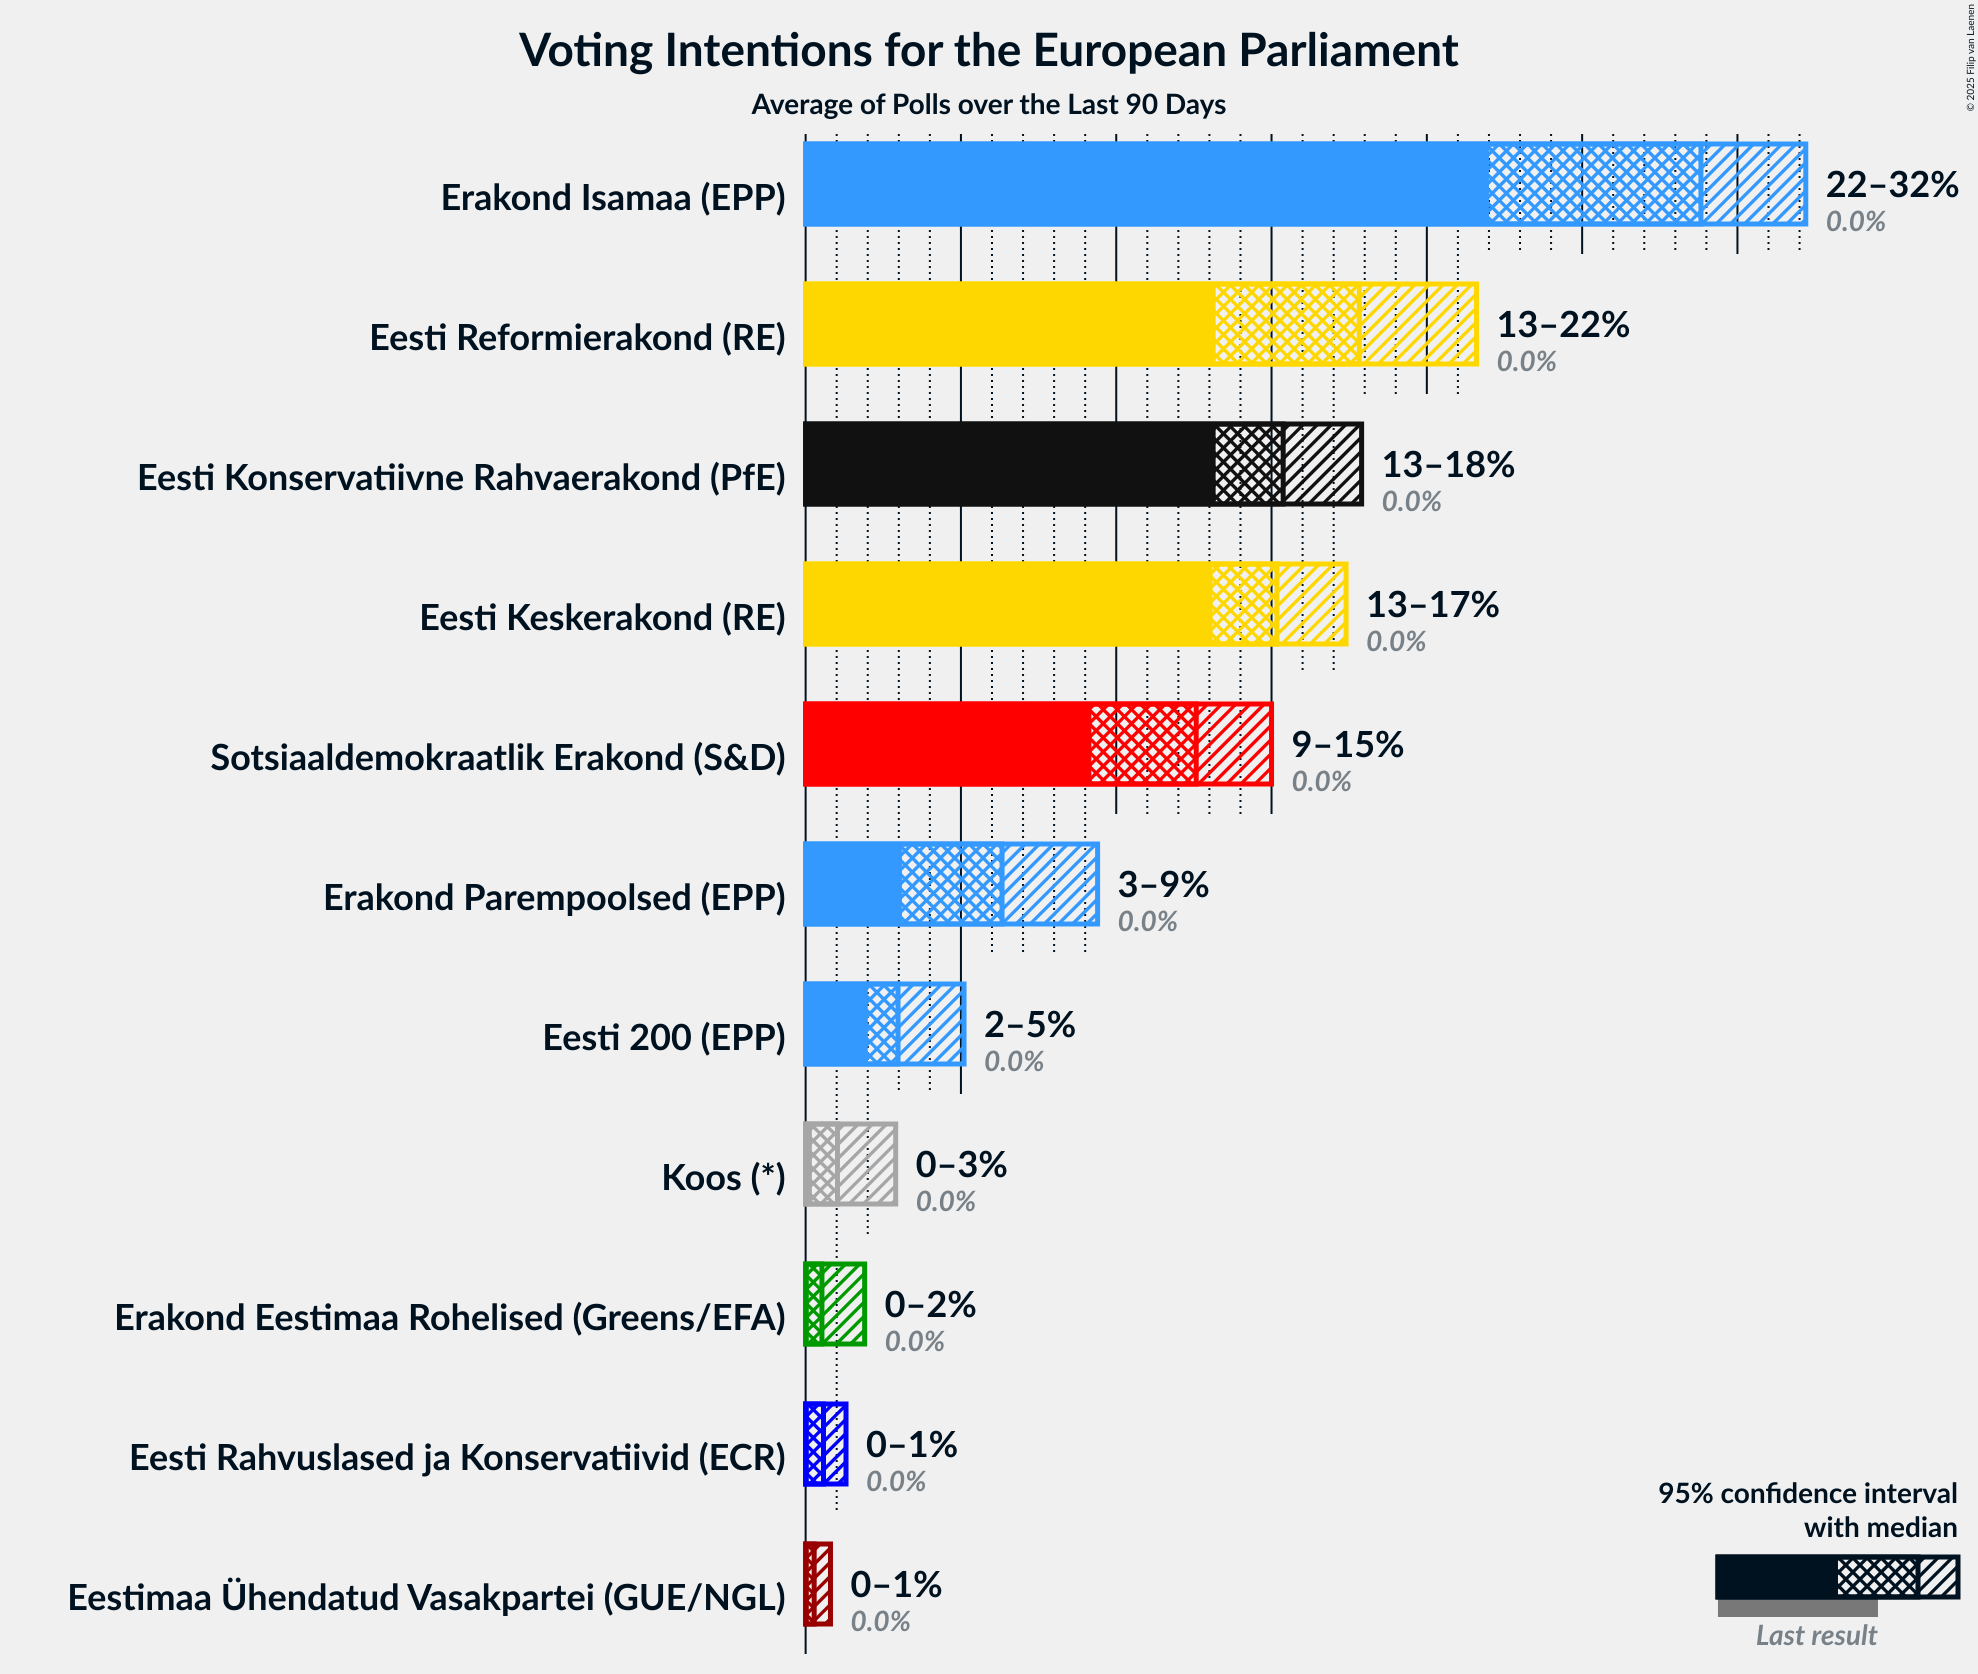 Voting Intentions for the European Parliament
Average of Polls over the Last 90 Days
© 2025 Filip van Laenen
Erakond Isamaa (EPP)
22–32%
0.0%
Eesti Reformierakond (RE)
13–22%
0.0%
Eesti Konservatiivne Rahvaerakond (PfE)
13–18%
0.0%
Eesti Keskerakond (RE)
13–17%
0.0%
Sotsiaaldemokraatlik Erakond (S&D)
9–15%
0.0%
Erakond Parempoolsed (EPP)
3–9%
0.0%
Eesti 200 (EPP)
2–5%
0.0%
Koos (*)
0–3%
0.0%
Erakond Eestimaa Rohelised (Greens/EFA)
0–2%
0.0%
Eesti Rahvuslased ja Konservatiivid (ECR)
0–1%
0.0%
Eestimaa Ühendatud Vasakpartei (GUE/NGL)
0–1%
0.0%
95% confidence interval
with median
Last result